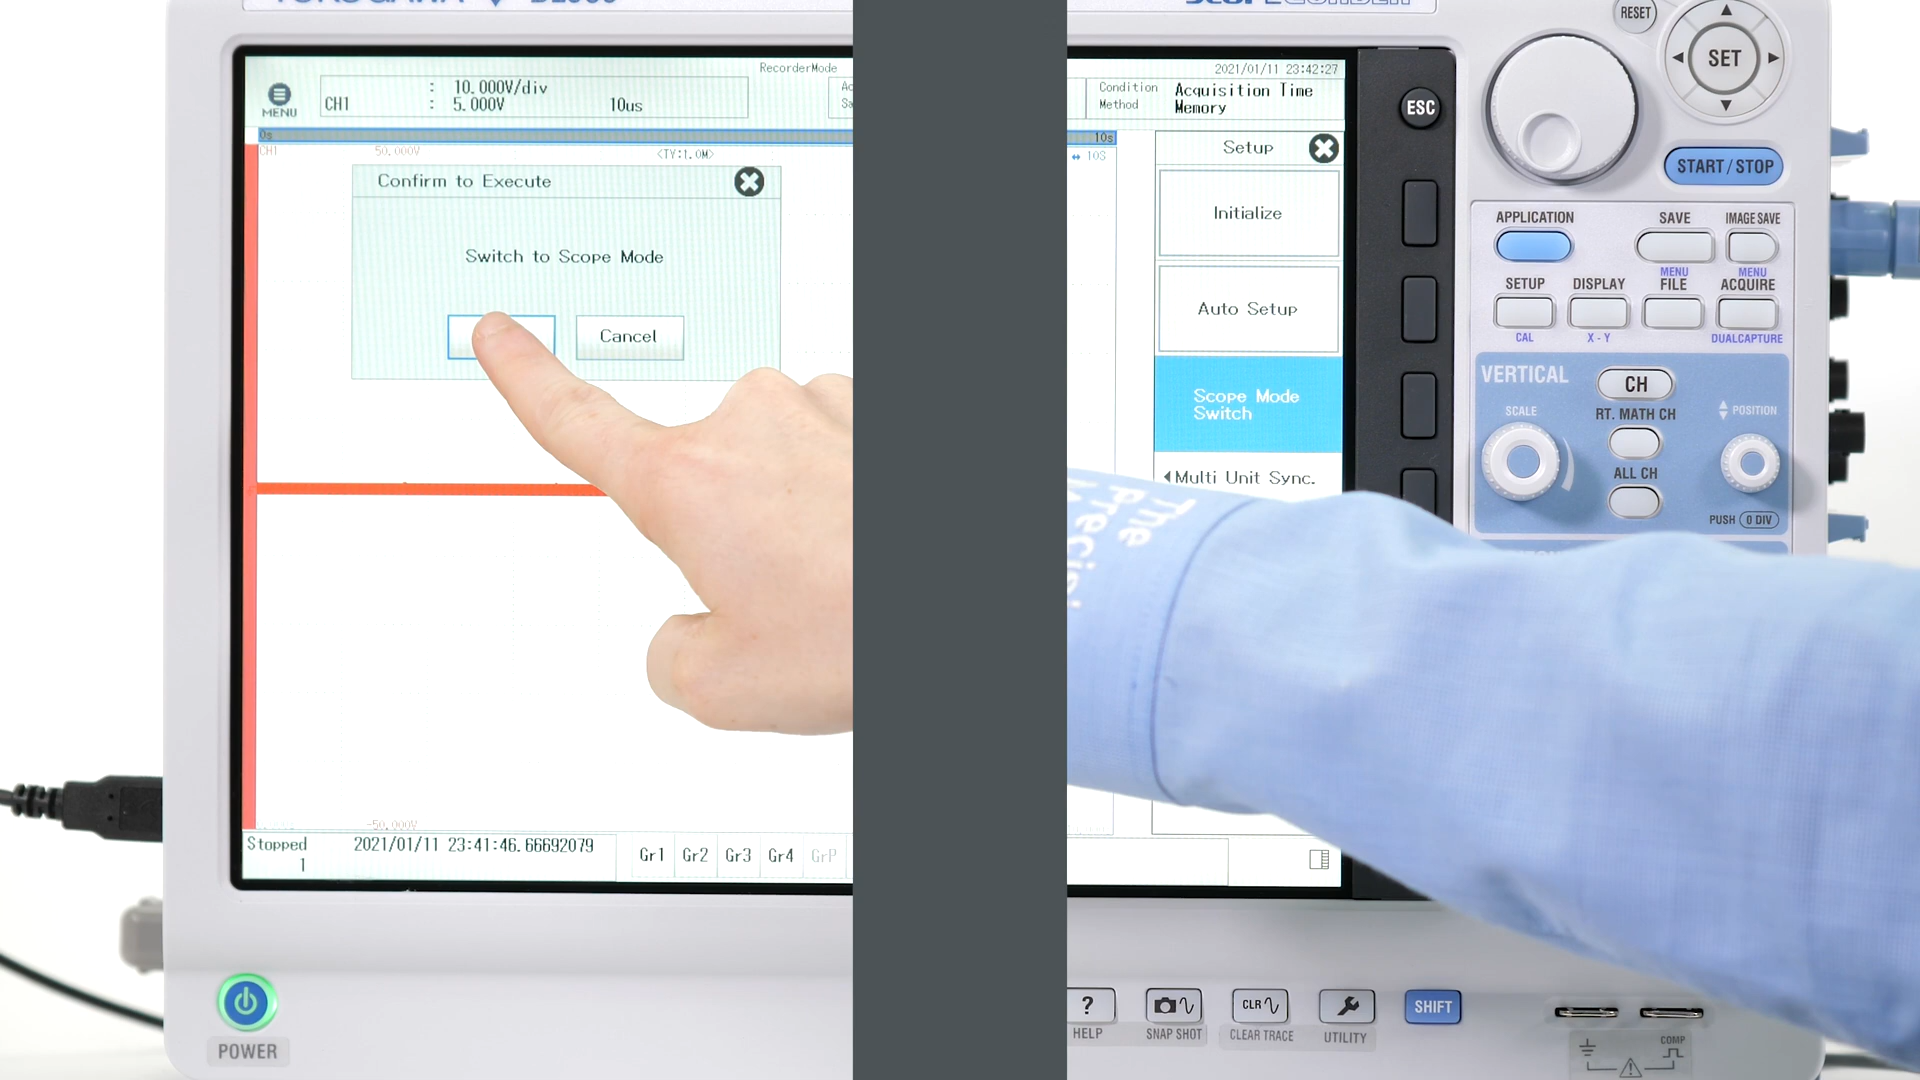 YOKOGAWA
SCOPECORDER
RecorderMode
2021/01/11 23:42:27
MENU
: 10.000V/div
CH1 : 5.000V 10us
Condition Acquisition Time
Method Memory
0s
10s
CH1 50.000V <TY:1.0M>
10S
Confirm to Execute
Switch to Scope Mode
Cancel
Setup
Initialize
Auto Setup
Scope Mode
Switch
Multi Unit Sync.
-50.000V
Stopped 2021/01/11 23:41:46.66692079
1
Gr1 Gr2 Gr3 Gr4 GrP
ESC
RESET
SET
START/STOP
APPLICATION SAVE IMAGE SAVE
MENU MENU
SETUP DISPLAY FILE ACQUIRE
CAL X - Y DUALCAPTURE
VERTICAL CH
SCALE RT. MATH CH POSITION
ALL CH
PUSH 0 DIV
The
POWER
?
HELP
SNAP SHOT
CLR
CLEAR TRACE
UTILITY
SHIFT
COMP